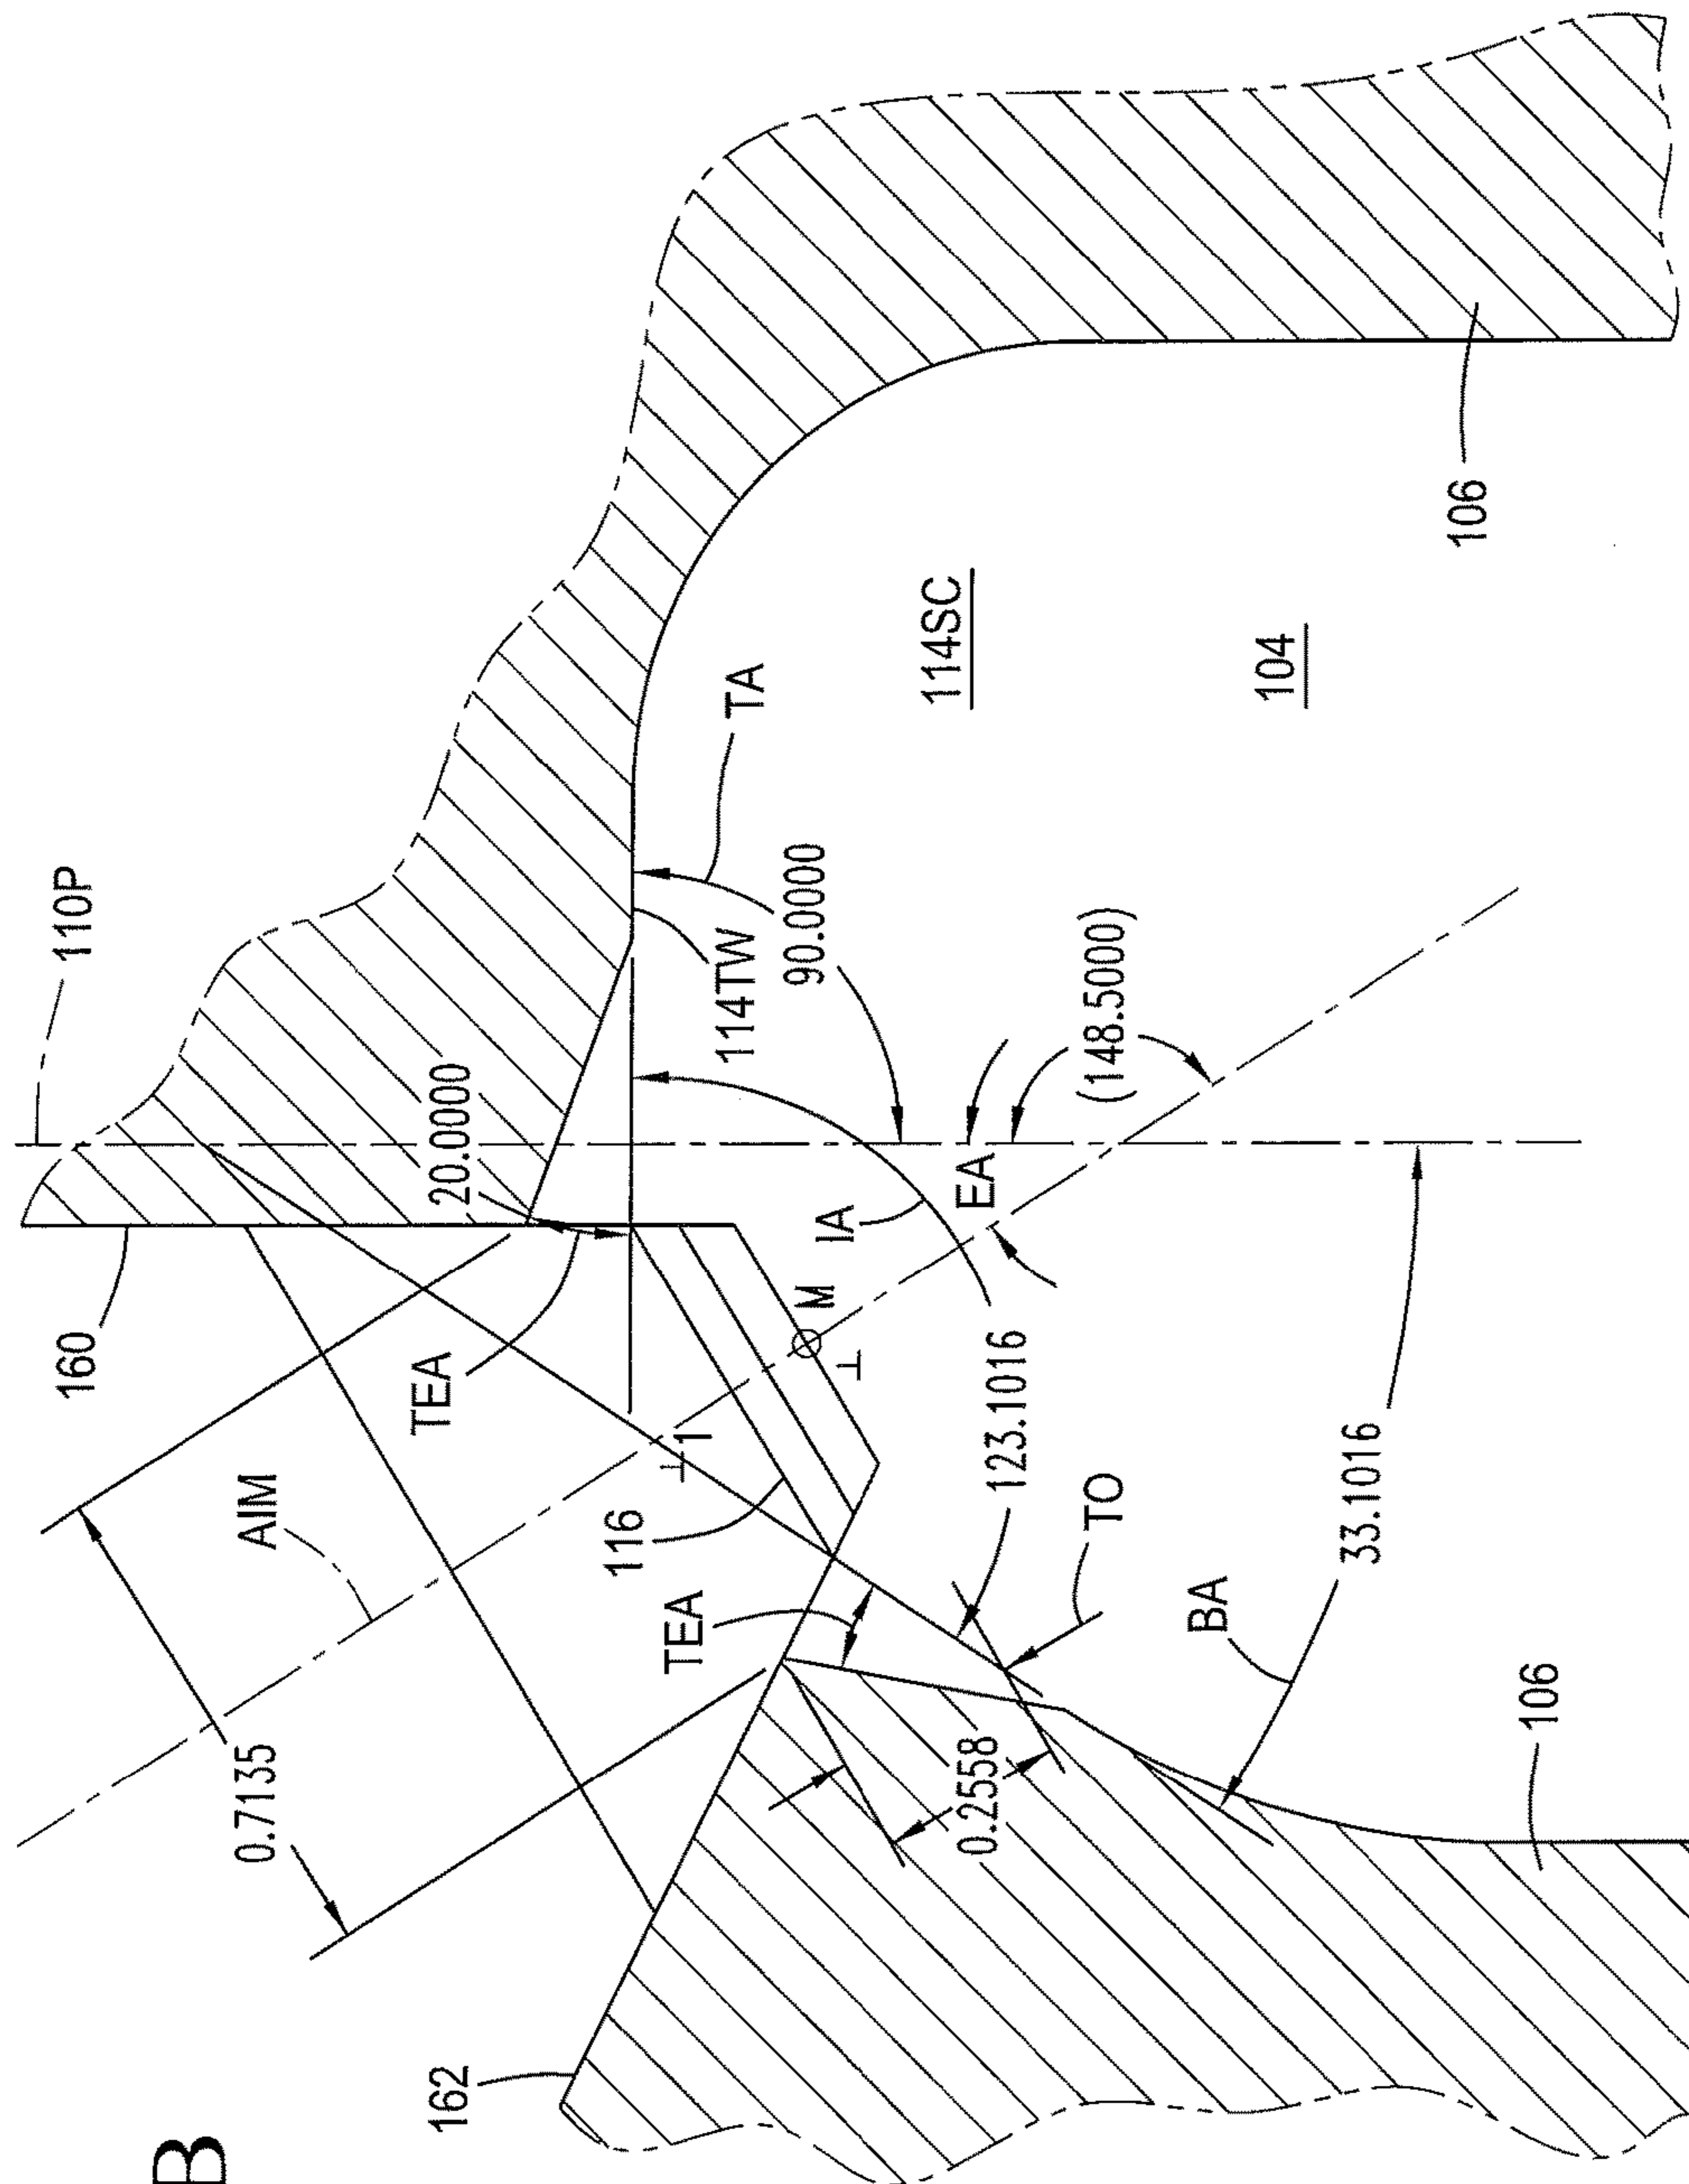 B
162
0.7135
AIM
160
110P
TEA
20.0000
116
⊥1
M
⊥
TEA
IA
114TW
TA
90.0000
EA
(148.5000)
114SC
104
106
123.1016
TO
0.2558
BA
33.1016
106